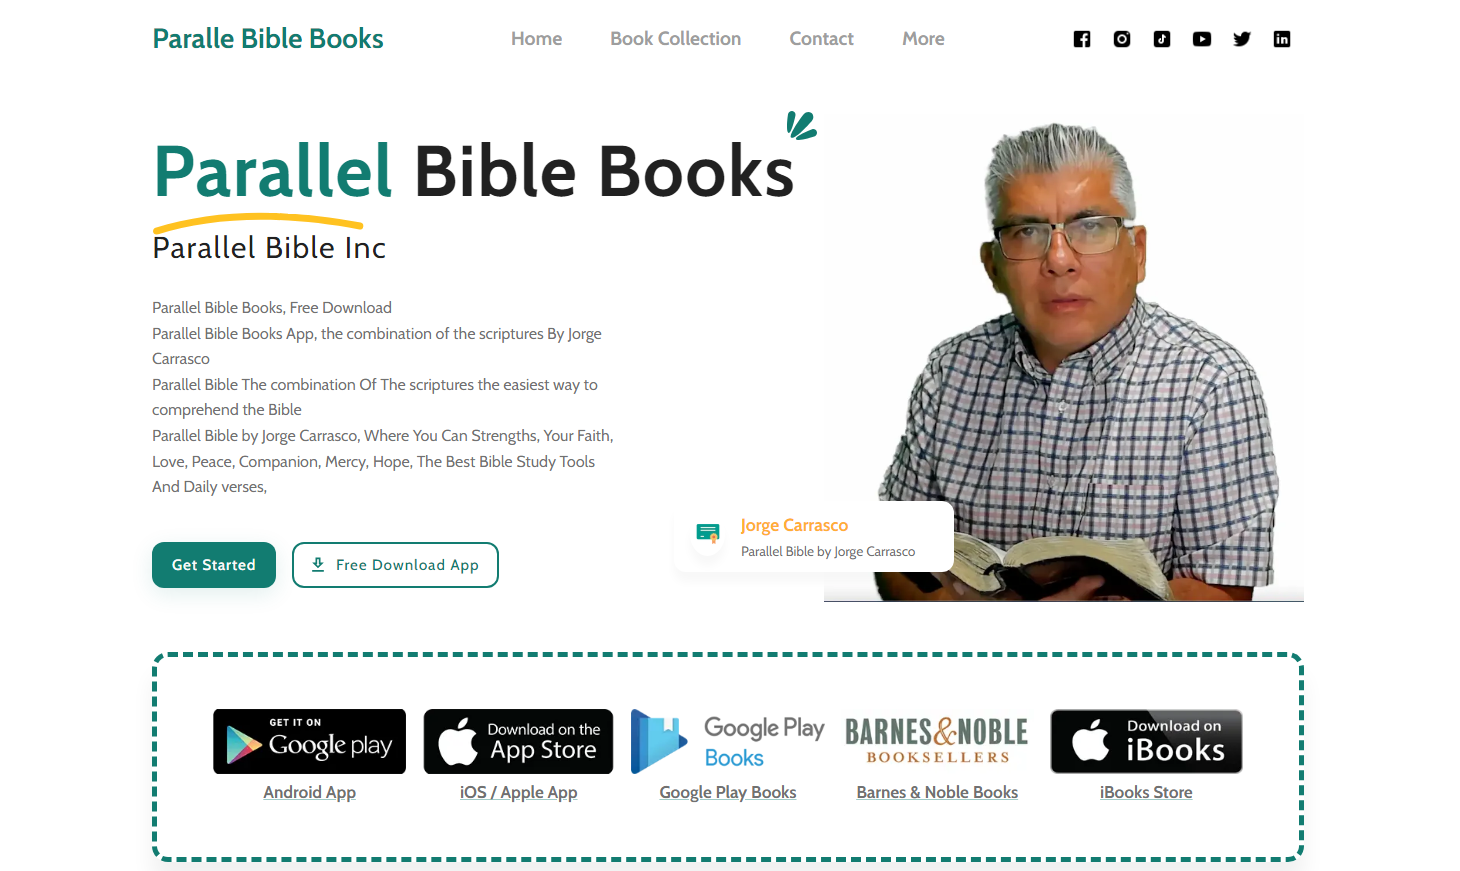 Paralle Bible Books
Home
Book Collection
Contact
More
Parallel Bible Books
Parallel Bible Inc
Parallel Bible Books, Free Download
Parallel Bible Books App, the combination of the scriptures By Jorge
Carrasco
Parallel Bible The combination Of The scriptures the easiest way to
comprehend the Bible
Parallel Bible by Jorge Carrasco, Where You Can Strengths, Your Faith,
Love, Peace, Companion, Mercy, Hope, The Best Bible Study Tools
And Daily verses,
Get Started
Free Download App
Jorge Carrasco
Parallel Bible by Jorge Carrasco
GET IT ON
Google play
Android App
Download on the
App Store
iOS / Apple App
Google Play
Books
Google Play Books
BARNES&NOBLE
BOOKSELLERS
Barnes & Noble Books
Download on
iBooks
iBooks Store